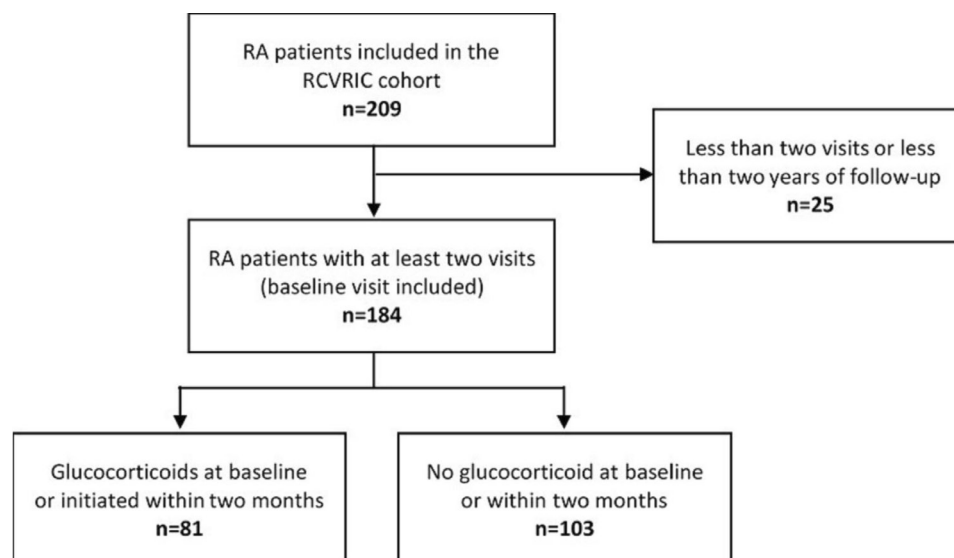 RA patients included in the
RCVRIC cohort
n=209
Less than two visits or less
than two years of follow-up
n=25
RA patients with at least two visits
(baseline visit included)
n=184
Glucocorticoids at baseline
or initiated within two months
n=81
No glucocorticoid at baseline
or within two months
n=103